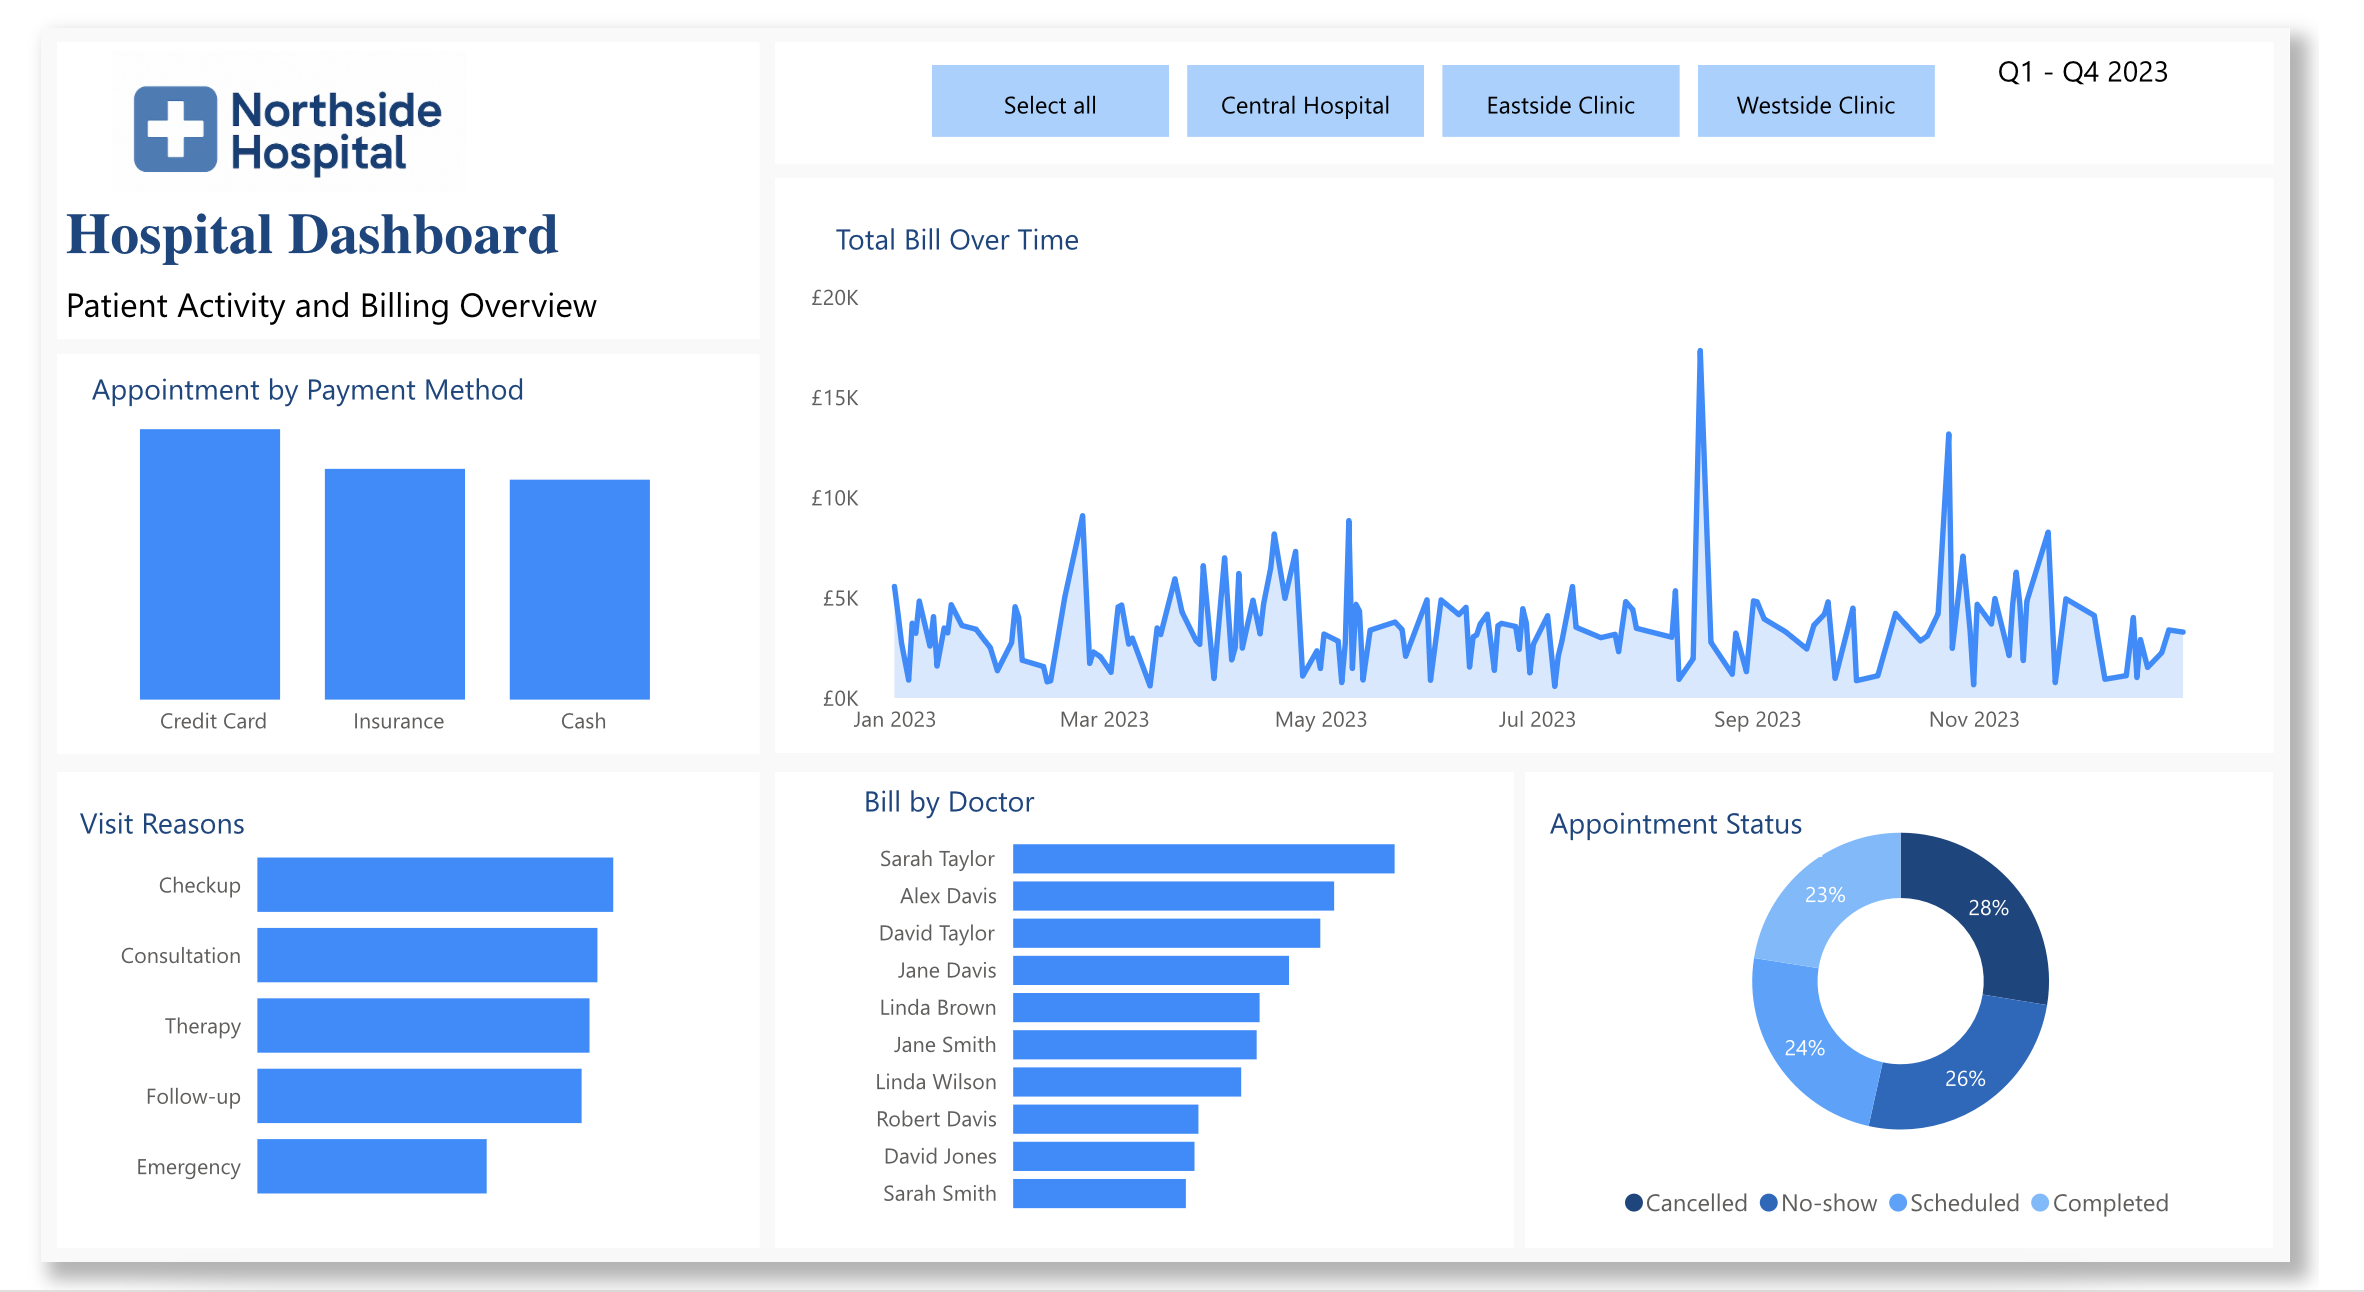 Northside
Hospital
Hospital Dashboard
Patient Activity and Billing Overview
Select all
Central Hospital
Eastside Clinic
Westside Clinic
Q1 - Q4 2023
Appointment by Payment Method
Credit Card
Insurance
Cash
Total Bill Over Time
£20K
£15K
£10K
£5K
£0K
Jan 2023
Mar 2023
May 2023
Jul 2023
Sep 2023
Nov 2023
Visit Reasons
Checkup
Consultation
Therapy
Follow-up
Emergency
Bill by Doctor
Sarah Taylor
Alex Davis
David Taylor
Jane Davis
Linda Brown
Jane Smith
Linda Wilson
Robert Davis
David Jones
Sarah Smith
Appointment Status
23%
28%
24%
26%
Cancelled
No-show
Scheduled
Completed